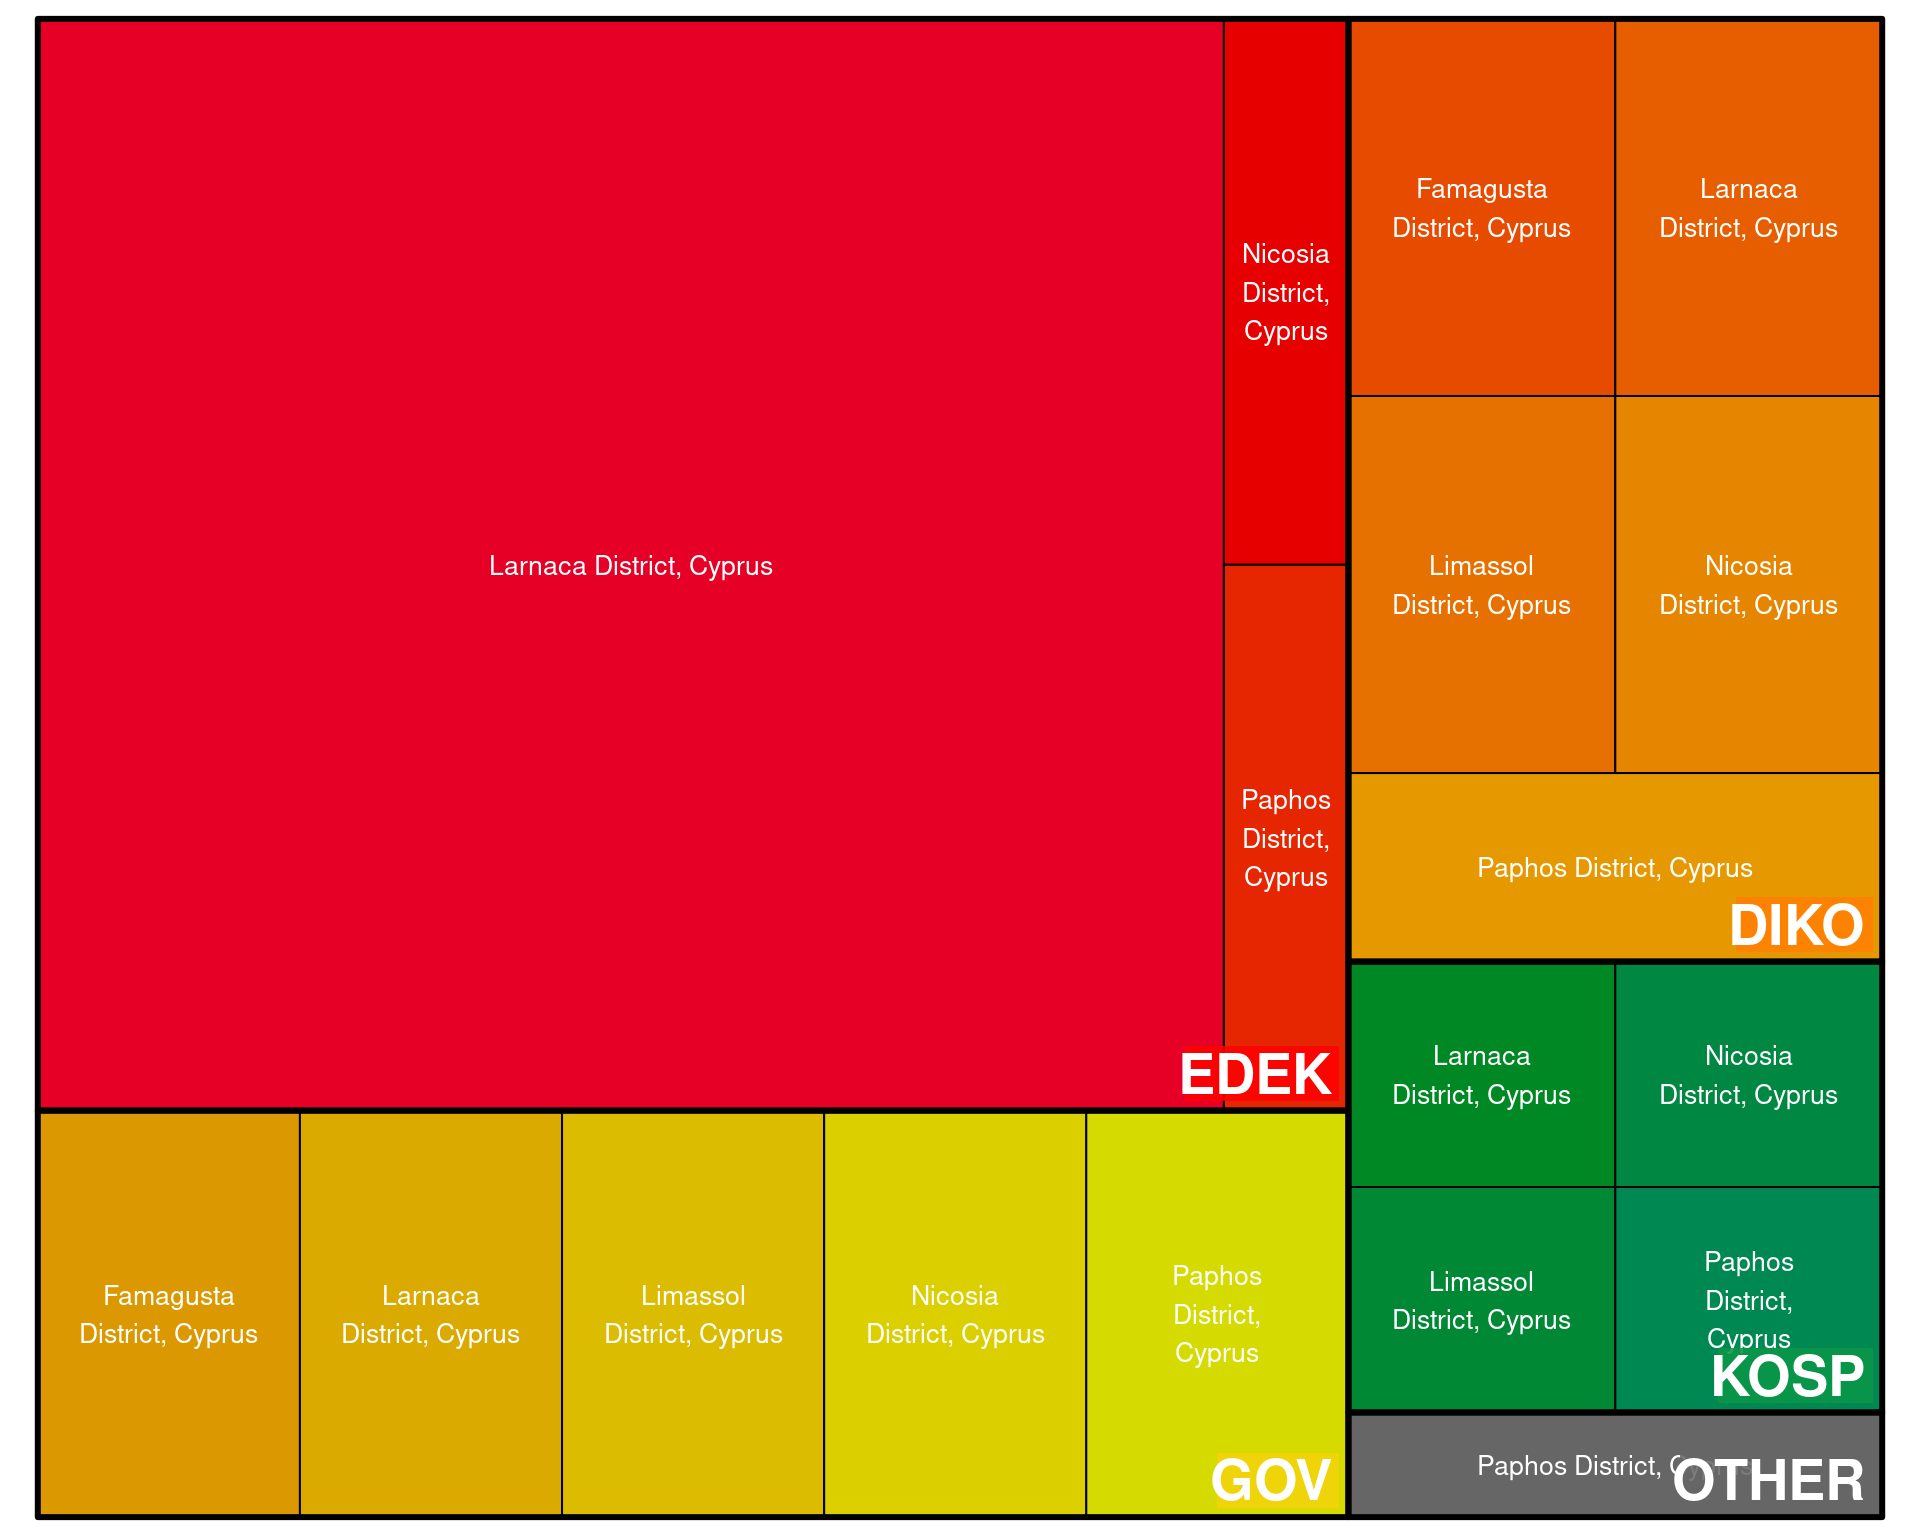 Larnaca District, Cyprus
Nicosia
District,
Cyprus
Paphos
District,
Cyprus
EDEK
Famagusta
District, Cyprus
Larnaca
District, Cyprus
Limassol
District, Cyprus
Nicosia
District, Cyprus
Paphos District, Cyprus
DIKO
Famagusta
District, Cyprus
Larnaca
District, Cyprus
Limassol
District, Cyprus
Nicosia
District, Cyprus
Paphos
District,
Cyprus
GOV
Larnaca
District, Cyprus
Nicosia
District, Cyprus
Limassol
District, Cyprus
Paphos
District,
Cyprus
KOSP
Paphos District, Cyprus
OTHER